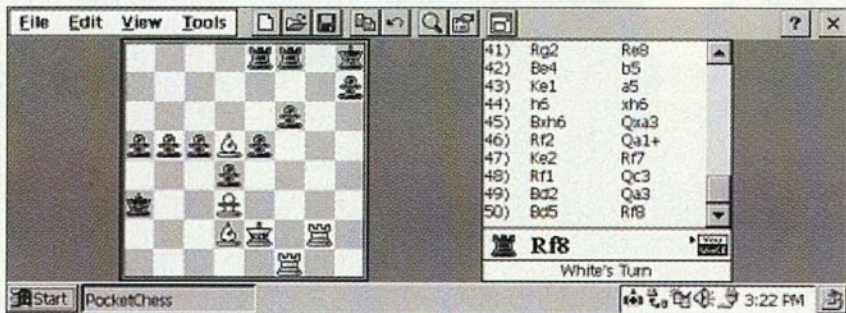 File Edit View Tools ? ×
41) Rg2 Re8
42) Be4 b5
43) Ke1 a5
44) h6 xh6
45) Bxh6 Qxa3
46) Rf2 Qa1+
47) Ke2 Rf7
48) Rf1 Qc3
49) Bd2 Qa3
50) Bd5 Rf8
Rf8
White's Turn
Start PocketChess 3:22 PM